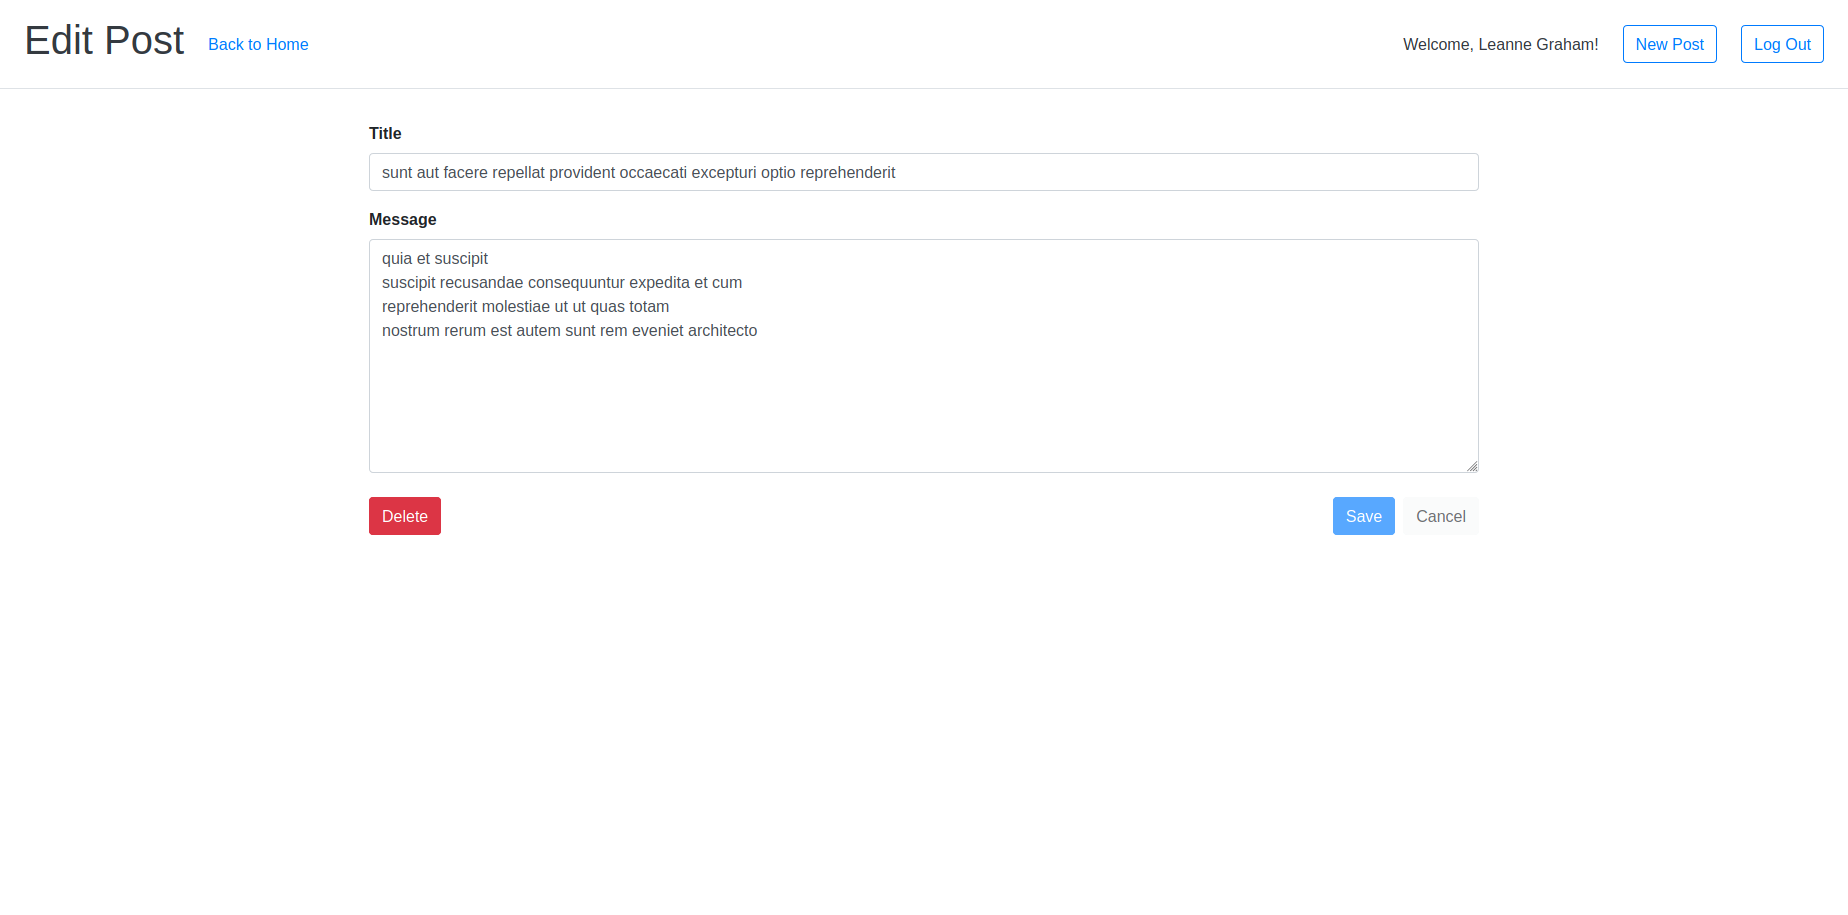 Edit Post
Back to Home
Welcome, Leanne Graham!
New Post
Log Out
Title
sunt aut facere repellat provident occaecati excepturi optio reprehenderit
Message
quia et suscipit
suscipit recusandae consequuntur expedita et cum
reprehenderit molestiae ut ut quas totam
nostrum rerum est autem sunt rem eveniet architecto
Delete
Save
Cancel